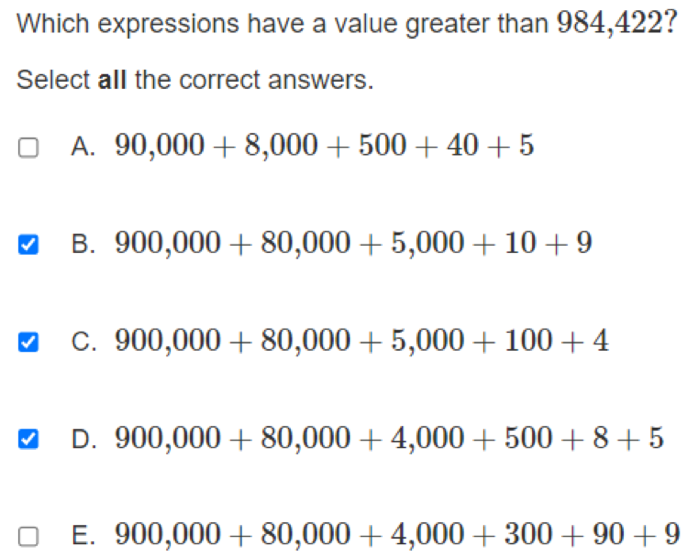 Which expressions have a value greater than 984,422?
Select all the correct answers.
A. 90,000 + 8,000 + 500 + 40 + 5
B. 900,000 + 80,000 + 5,000 + 10 + 9
C. 900,000 + 80,000 + 5,000 + 100 + 4
D. 900,000 + 80,000 + 4,000 + 500 + 8 + 5
E. 900,000 + 80,000 + 4,000 + 300 + 90 + 9